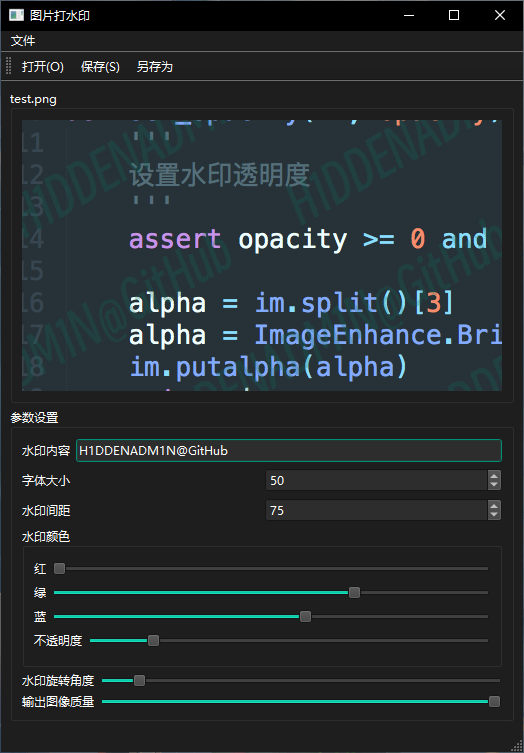 图片打水印
文件
打开(O) 保存(S) 另存为
test.png
11 '''
12 设置水印透明度
13 '''
14 assert opacity >= 0 and
15
16 alpha = im.split()[3]
17 alpha = ImageEnhance.Bri
18 im.putalpha(alpha)
H1DDENADM1N@GitHub
参数设置
水印内容 H1DDENADM1N@GitHub
字体大小 50
水印间距 75
水印颜色
红
绿
蓝
不透明度
水印旋转角度
输出图像质量